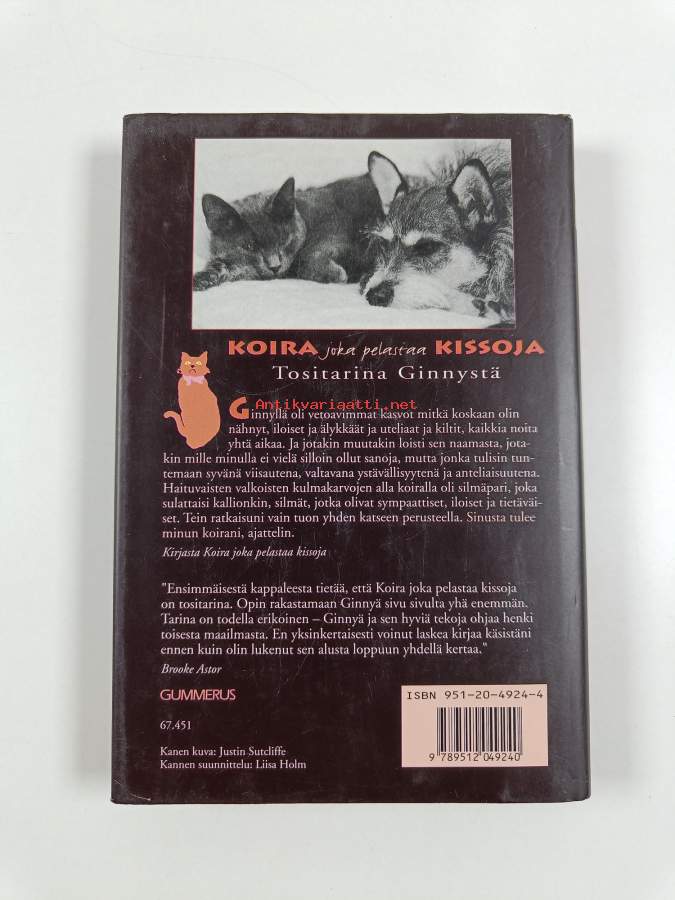 KOIRA joka pelastaa KISSOJA
Tositarina Ginnystä
Antikvariaatti.net
Ginnyllä oli vetoavimmat kasvot mitkä koskaan olin
nähnyt, iloiset ja älykkäät ja uteliaat ja kiltit, kaikkia noita
yhtä aikaa. Ja jotakin muutakin loisti sen naamasta, jota-
kin mille minulla ei vielä silloin ollut sanoja, mutta jonka tulisin tun-
temaan syvänä viisautena, valtavana ystävällisyytenä ja anteliaisuutena.
Haituvaisten valkoisten kulmakarvojen alla koiralla oli silmäpari, joka
sulattaisi kallionkin, silmät, jotka olivat sympaattiset, iloiset ja tietäväi-
set. Tein ratkaisuni vain tuon yhden katseen perusteella. Sinusta tulee
minun koirani, ajattelin.
Kirjasta Koira joka pelastaa kissoja
"Ensimmäisestä kappaleesta tietää, että Koira joka pelastaa kissoja
on tositarina. Opin rakastamaan Ginnyä sivu sivulta yhä enemmän.
Tarina on todella erikoinen – Ginnyä ja sen hyviä tekoja ohjaa henki
toisesta maailmasta. En yksinkertaisesti voinut laskea kirjaa käsistäni
ennen kuin olin lukenut sen alusta loppuun yhdellä kertaa."
Brooke Astor
GUMMERUS
67.451
Kanen kuva: Justin Sutcliffe
Kannen suunnittelu: Liisa Holm
ISBN 951-20-4924-4
9 789512 049240